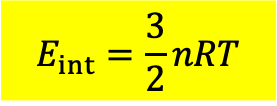 E_int = 3/2 nRT